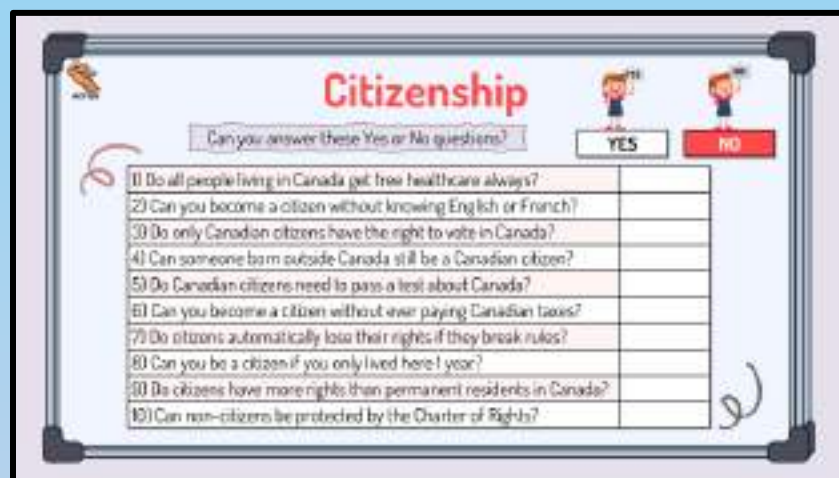 Citizenship
Can you answer these Yes or No questions?
YES
NO
1) Do all people living in Canada get free healthcare always?
2) Can you become a citizen without knowing English or French?
3) Do only Canadian citizens have the right to vote in Canada?
4) Can someone born outside Canada still be a Canadian citizen?
5) Do Canadian citizens need to pass a test about Canada?
6) Can you become a citizen without ever paying Canadian taxes?
7) Do citizens automatically lose their rights if they break rules?
8) Can you be a citizen if you only lived here 1 year?
9) Do citizens have more rights than permanent residents in Canada?
10) Can non-citizens be protected by the Charter of Rights?